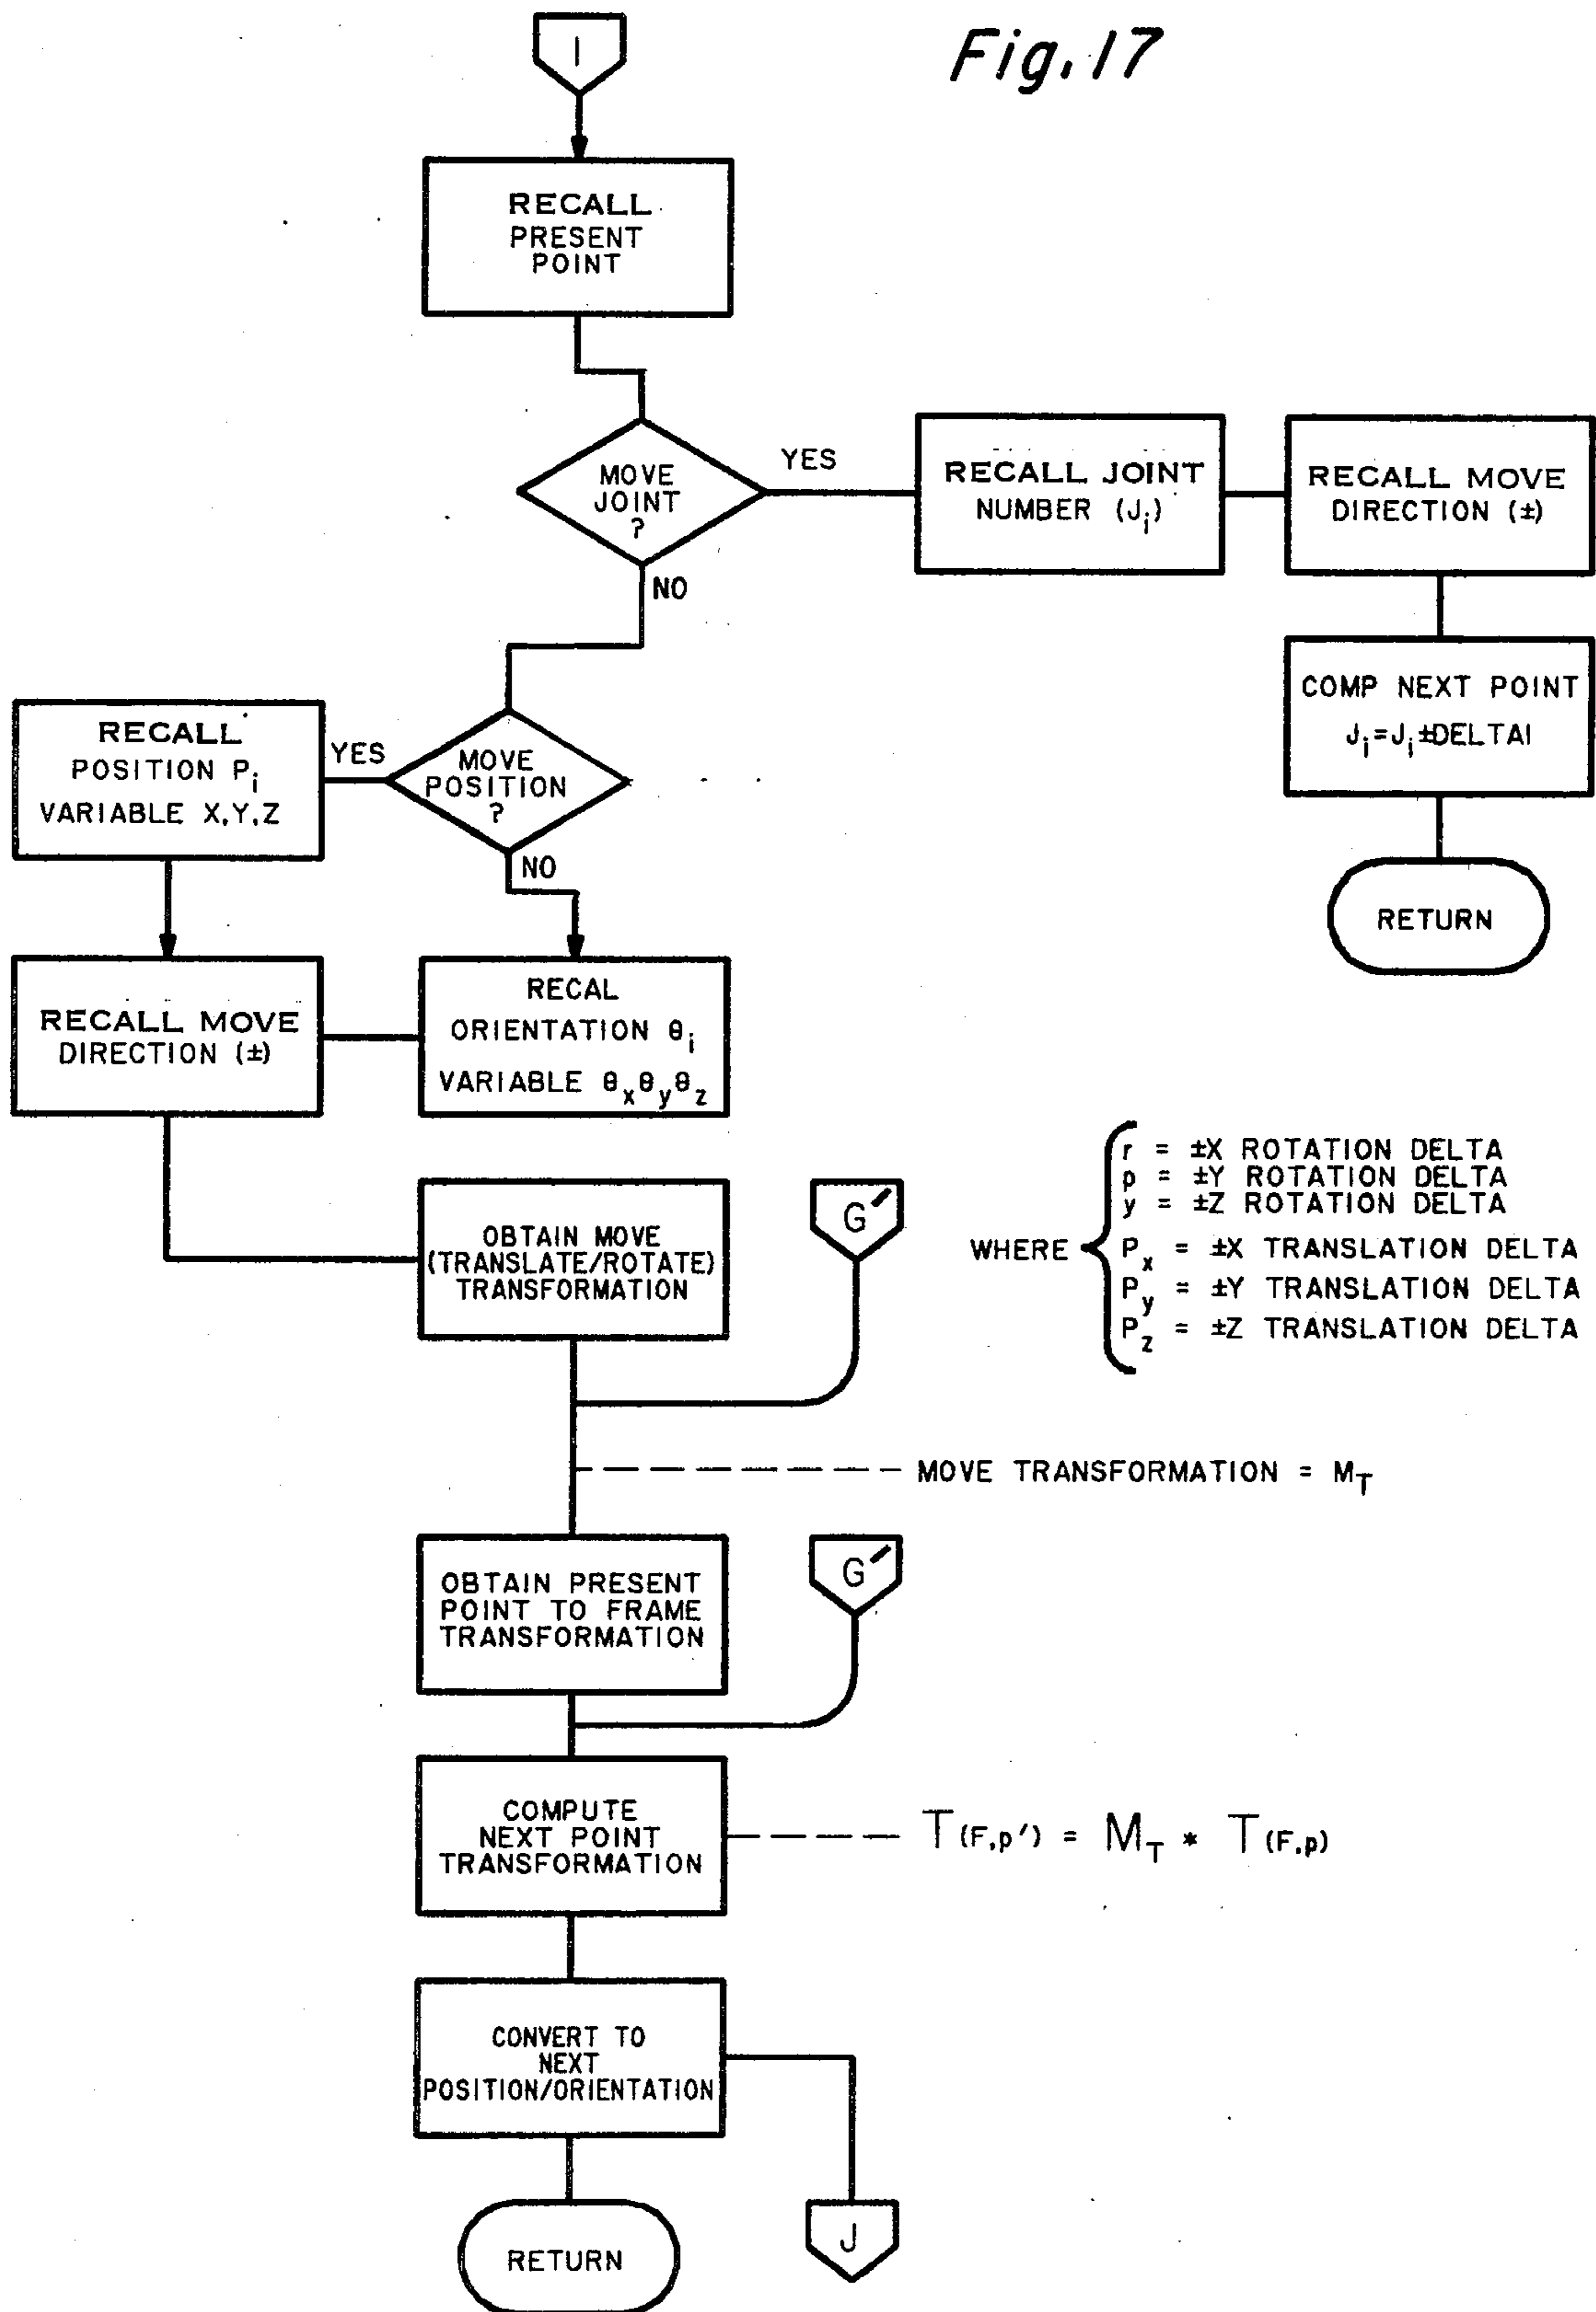 Fig. 17
I
RECALL
PRESENT
POINT
MOVE
JOINT
?
YES
NO
RECALL JOINT
NUMBER (Jᵢ)
RECALL MOVE
DIRECTION (±)
COMP NEXT POINT
Jᵢ=Jᵢ±DELTAI
RETURN
MOVE
POSITION
?
YES
NO
RECALL
POSITION Pᵢ
VARIABLE X,Y,Z
RECALL MOVE
DIRECTION (±)
RECAL
ORIENTATION θᵢ
VARIABLE θₓθyθz
OBTAIN MOVE
(TRANSLATE/ROTATE)
TRANSFORMATION
G′
WHERE
r = ±X ROTATION DELTA
p = ±Y ROTATION DELTA
y = ±Z ROTATION DELTA
Pₓ = ±X TRANSLATION DELTA
Py = ±Y TRANSLATION DELTA
Pz = ±Z TRANSLATION DELTA
MOVE TRANSFORMATION = M_T
OBTAIN PRESENT
POINT TO FRAME
TRANSFORMATION
G′
COMPUTE
NEXT POINT
TRANSFORMATION
T(F,p′) = M_T * T(F,p)
CONVERT TO
NEXT
POSITION/ORIENTATION
RETURN
J